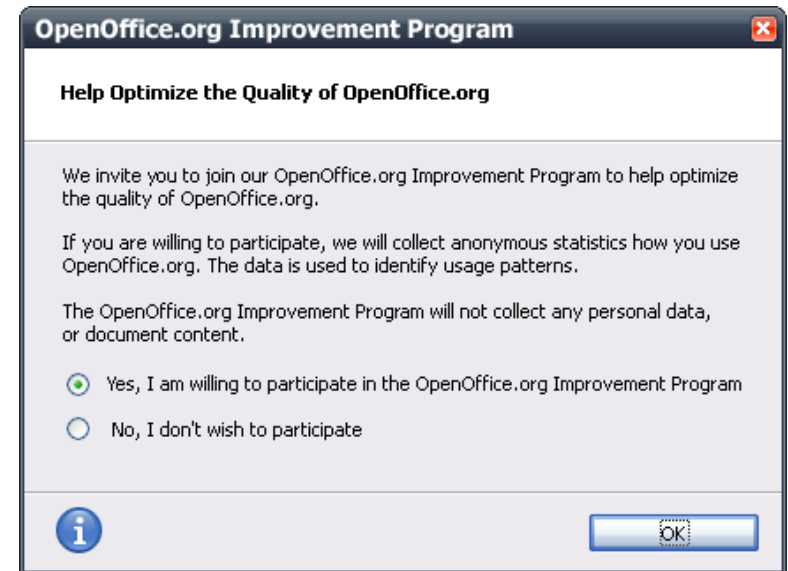 OpenOffice.org Improvement Program
Help Optimize the Quality of OpenOffice.org
We invite you to join our OpenOffice.org Improvement Program to help optimize
the quality of OpenOffice.org.
If you are willing to participate, we will collect anonymous statistics how you use
OpenOffice.org. The data is used to identify usage patterns.
The OpenOffice.org Improvement Program will not collect any personal data,
or document content.
Yes, I am willing to participate in the OpenOffice.org Improvement Program
No, I don't wish to participate
OK